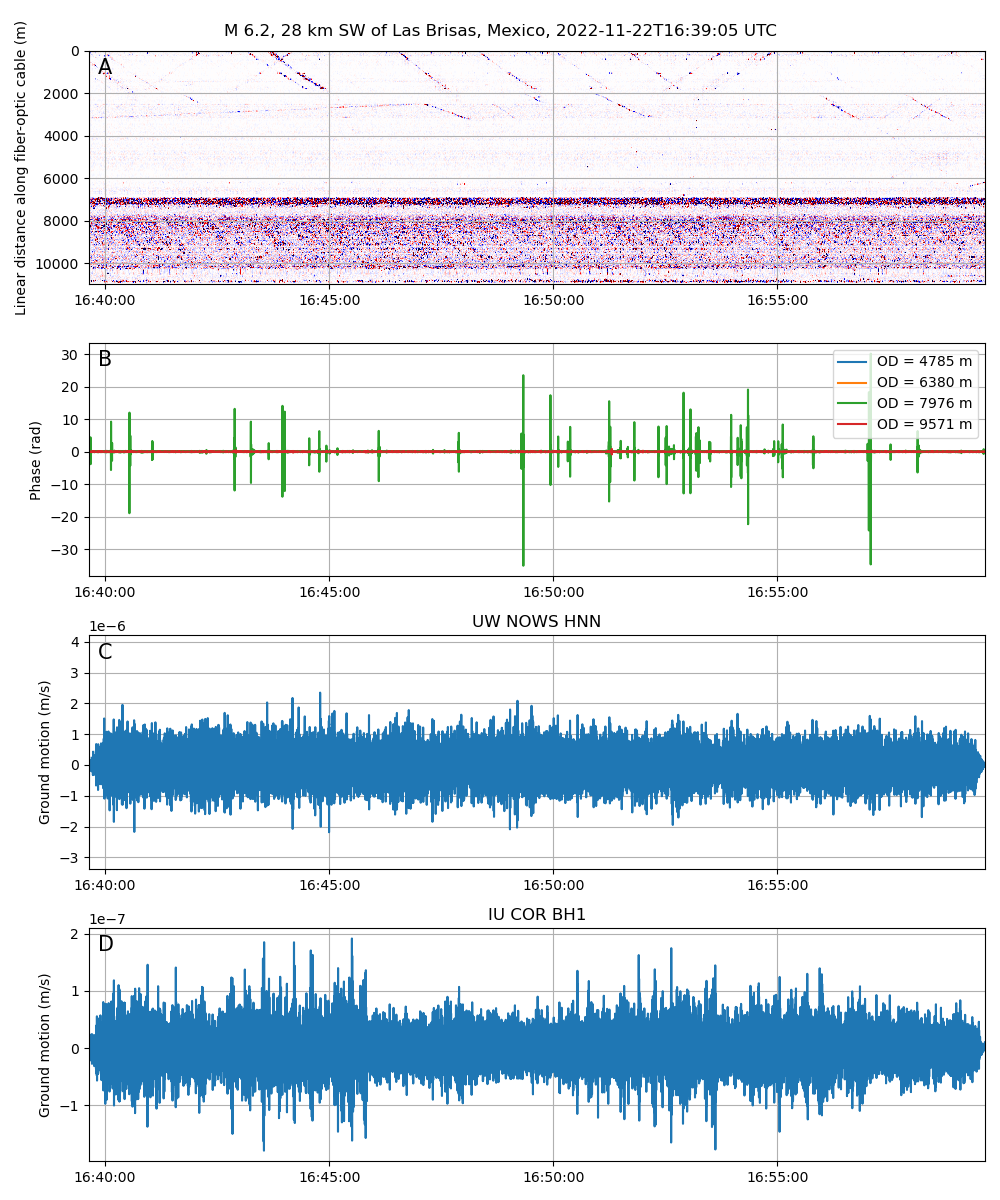 M 6.2, 28 km SW of Las Brisas, Mexico, 2022-11-22T16:39:05 UTC
A
Linear distance along fiber-optic cable (m)
0
2000
4000
6000
8000
10000
16:40:00 16:45:00 16:50:00 16:55:00
B
Phase (rad)
30
20
10
0
−10
−20
−30
OD = 4785 m
OD = 6380 m
OD = 7976 m
OD = 9571 m
16:40:00 16:45:00 16:50:00 16:55:00
UW NOWS HNN
1e−6
C
Ground motion (m/s)
4
3
2
1
0
−1
−2
−3
16:40:00 16:45:00 16:50:00 16:55:00
IU COR BH1
1e−7
D
Ground motion (m/s)
2
1
0
−1
16:40:00 16:45:00 16:50:00 16:55:00